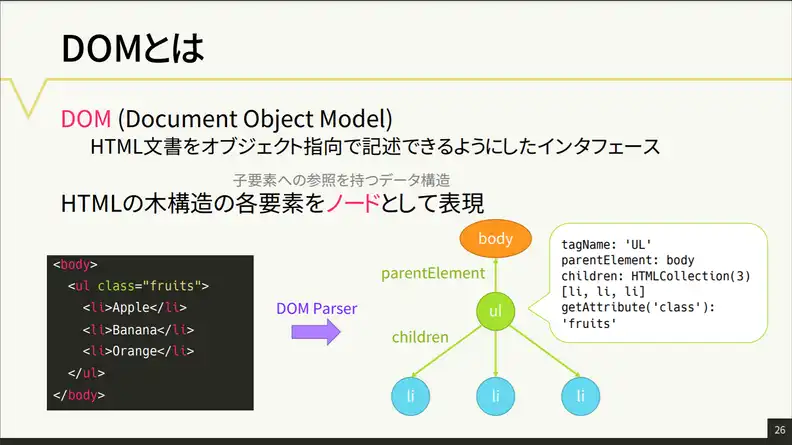 DOMとは
DOM (Document Object Model)
HTML文書をオブジェクト指向で記述できるようにしたインタフェース
子要素への参照を持つデータ構造
HTMLの木構造の各要素をノードとして表現
<body>
<ul class="fruits">
<li>Apple</li>
<li>Banana</li>
<li>Orange</li>
</ul>
</body>
DOM Parser
body
parentElement
ul
children
li
li
li
tagName: 'UL'
parentElement: body
children: HTMLCollection(3)
[li, li, li]
getAttribute('class'):
'fruits'
26